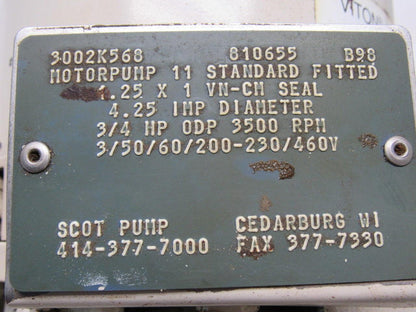 VITON
3002K568 810655 B98
MOTORPUMP 11 STANDARD FITTED
1.25 X 1 VN-CM SEAL
4.25 IMP DIAMETER
3/4 HP ODP 3500 RPM
3/50/60/200-230/460V
SCOT PUMP CEDARBURG WI
414-377-7000 FAX 377-7330